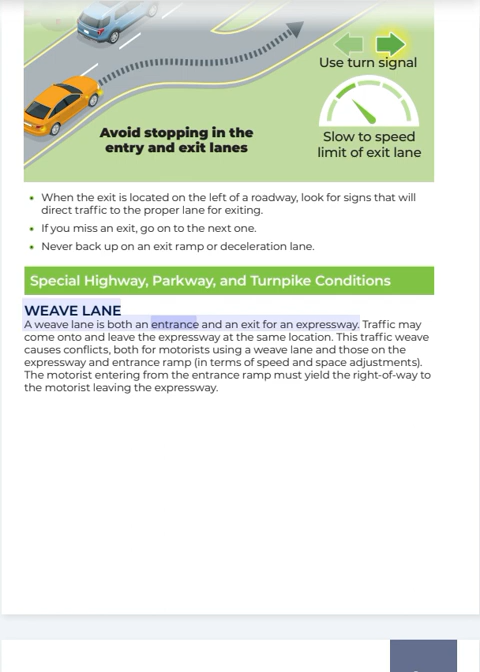 Use turn signal
Avoid stopping in the
entry and exit lanes
Slow to speed
limit of exit lane
• When the exit is located on the left of a roadway, look for signs that will
direct traffic to the proper lane for exiting.
• If you miss an exit, go on to the next one.
• Never back up on an exit ramp or deceleration lane.
Special Highway, Parkway, and Turnpike Conditions
WEAVE LANE
A weave lane is both an entrance and an exit for an expressway. Traffic may
come onto and leave the expressway at the same location. This traffic weave
causes conflicts, both for motorists using a weave lane and those on the
expressway and entrance ramp (in terms of speed and space adjustments).
The motorist entering from the entrance ramp must yield the right-of-way to
the motorist leaving the expressway.